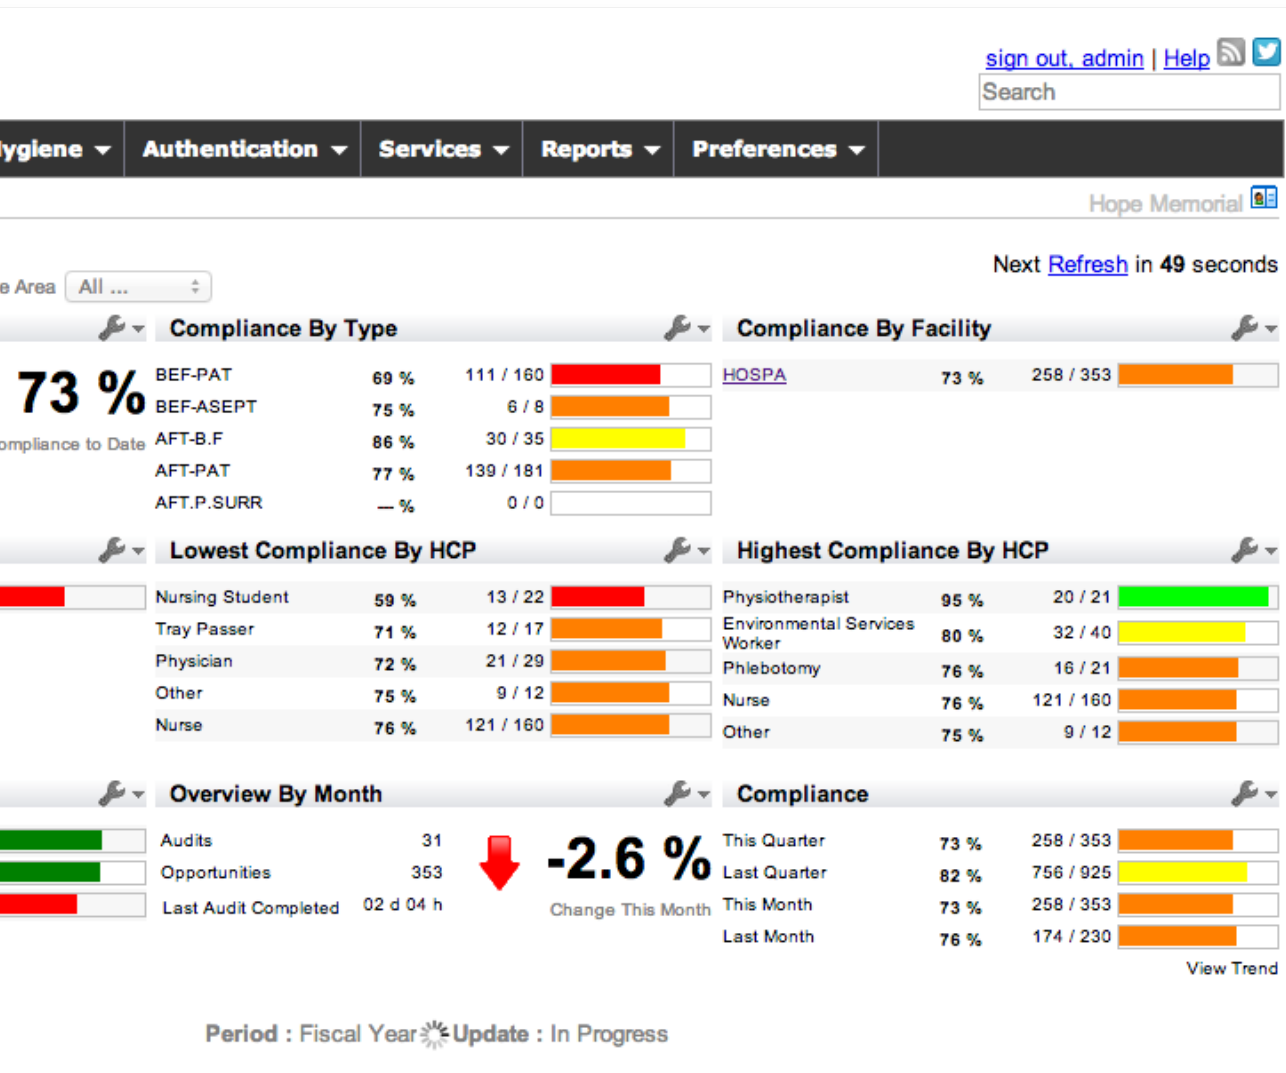 sign out, admin | Help
Search
ygiene Authentication Services Reports Preferences
Hope Memorial
Next Refresh in 49 seconds
e Area All ...
Compliance By Type
73 %
ompliance to Date
BEF-PAT 69 % 111 / 160
BEF-ASEPT 75 % 6 / 8
AFT-B.F 86 % 30 / 35
AFT-PAT 77 % 139 / 181
AFT.P.SURR — % 0 / 0
Compliance By Facility
HOSPA 73 % 258 / 353
Lowest Compliance By HCP
Nursing Student 59 % 13 / 22
Tray Passer 71 % 12 / 17
Physician 72 % 21 / 29
Other 75 % 9 / 12
Nurse 76 % 121 / 160
Highest Compliance By HCP
Physiotherapist 95 % 20 / 21
Environmental Services
Worker 80 % 32 / 40
Phlebotomy 76 % 16 / 21
Nurse 76 % 121 / 160
Other 75 % 9 / 12
Overview By Month
Audits 31
Opportunities 353
Last Audit Completed 02 d 04 h
-2.6 %
Change This Month
Compliance
This Quarter 73 % 258 / 353
Last Quarter 82 % 756 / 925
This Month 73 % 258 / 353
Last Month 76 % 174 / 230
View Trend
Period : Fiscal Year Update : In Progress